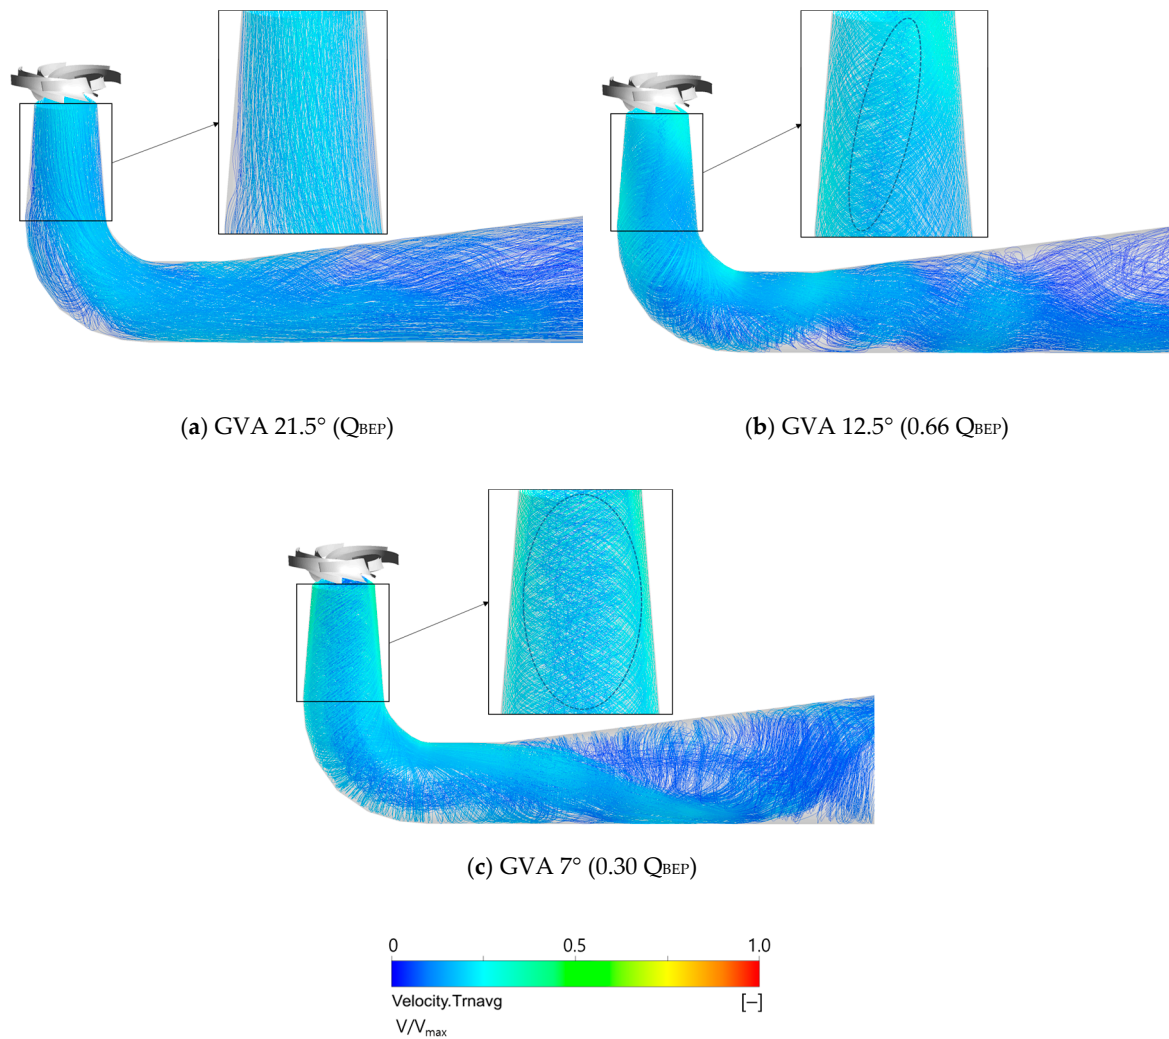 (a) GVA 21.5° (QBEP)
(b) GVA 12.5° (0.66 QBEP)
(c) GVA 7° (0.30 QBEP)
0 0.5 1.0
Velocity.Trnavg [–]
V/Vmax